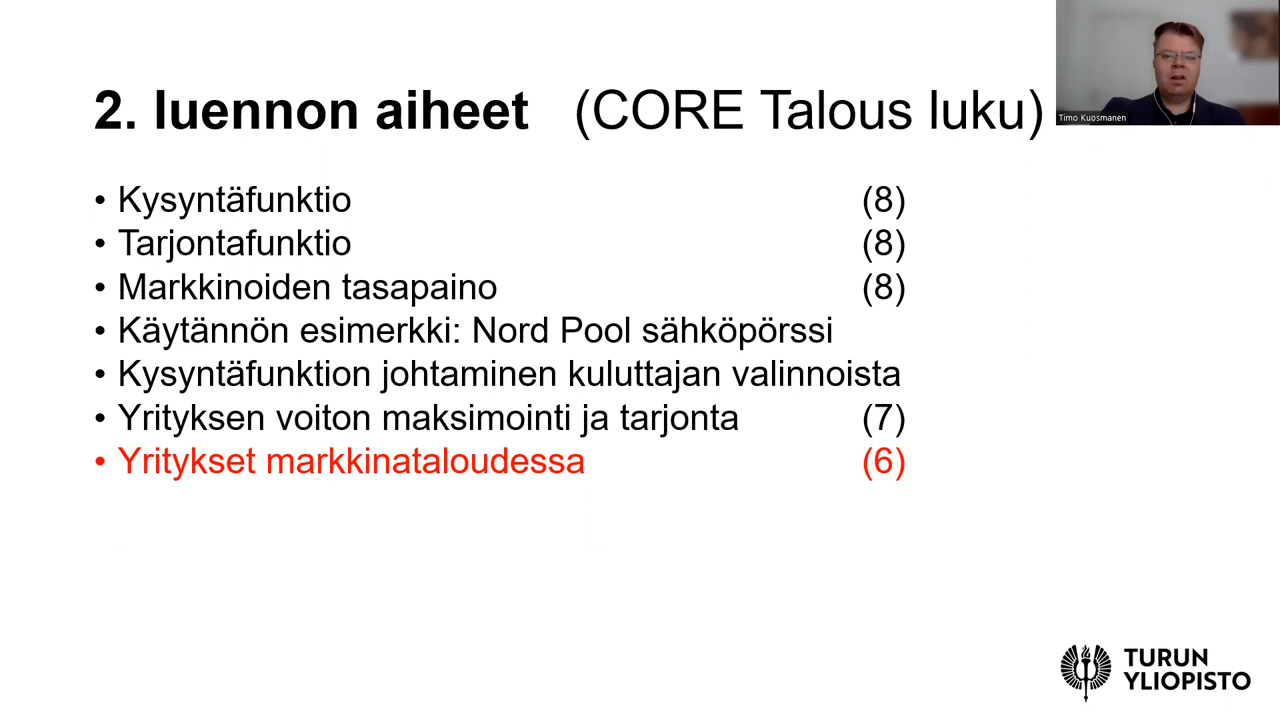 2. luennon aiheet (CORE Talous luku)
Timo Kuosmanen
• Kysyntäfunktio (8)
• Tarjontafunktio (8)
• Markkinoiden tasapaino (8)
• Käytännön esimerkki: Nord Pool sähköpörssi
• Kysyntäfunktion johtaminen kuluttajan valinnoista
• Yrityksen voiton maksimointi ja tarjonta (7)
• Yritykset markkinataloudessa (6)
TURUN
YLIOPISTO